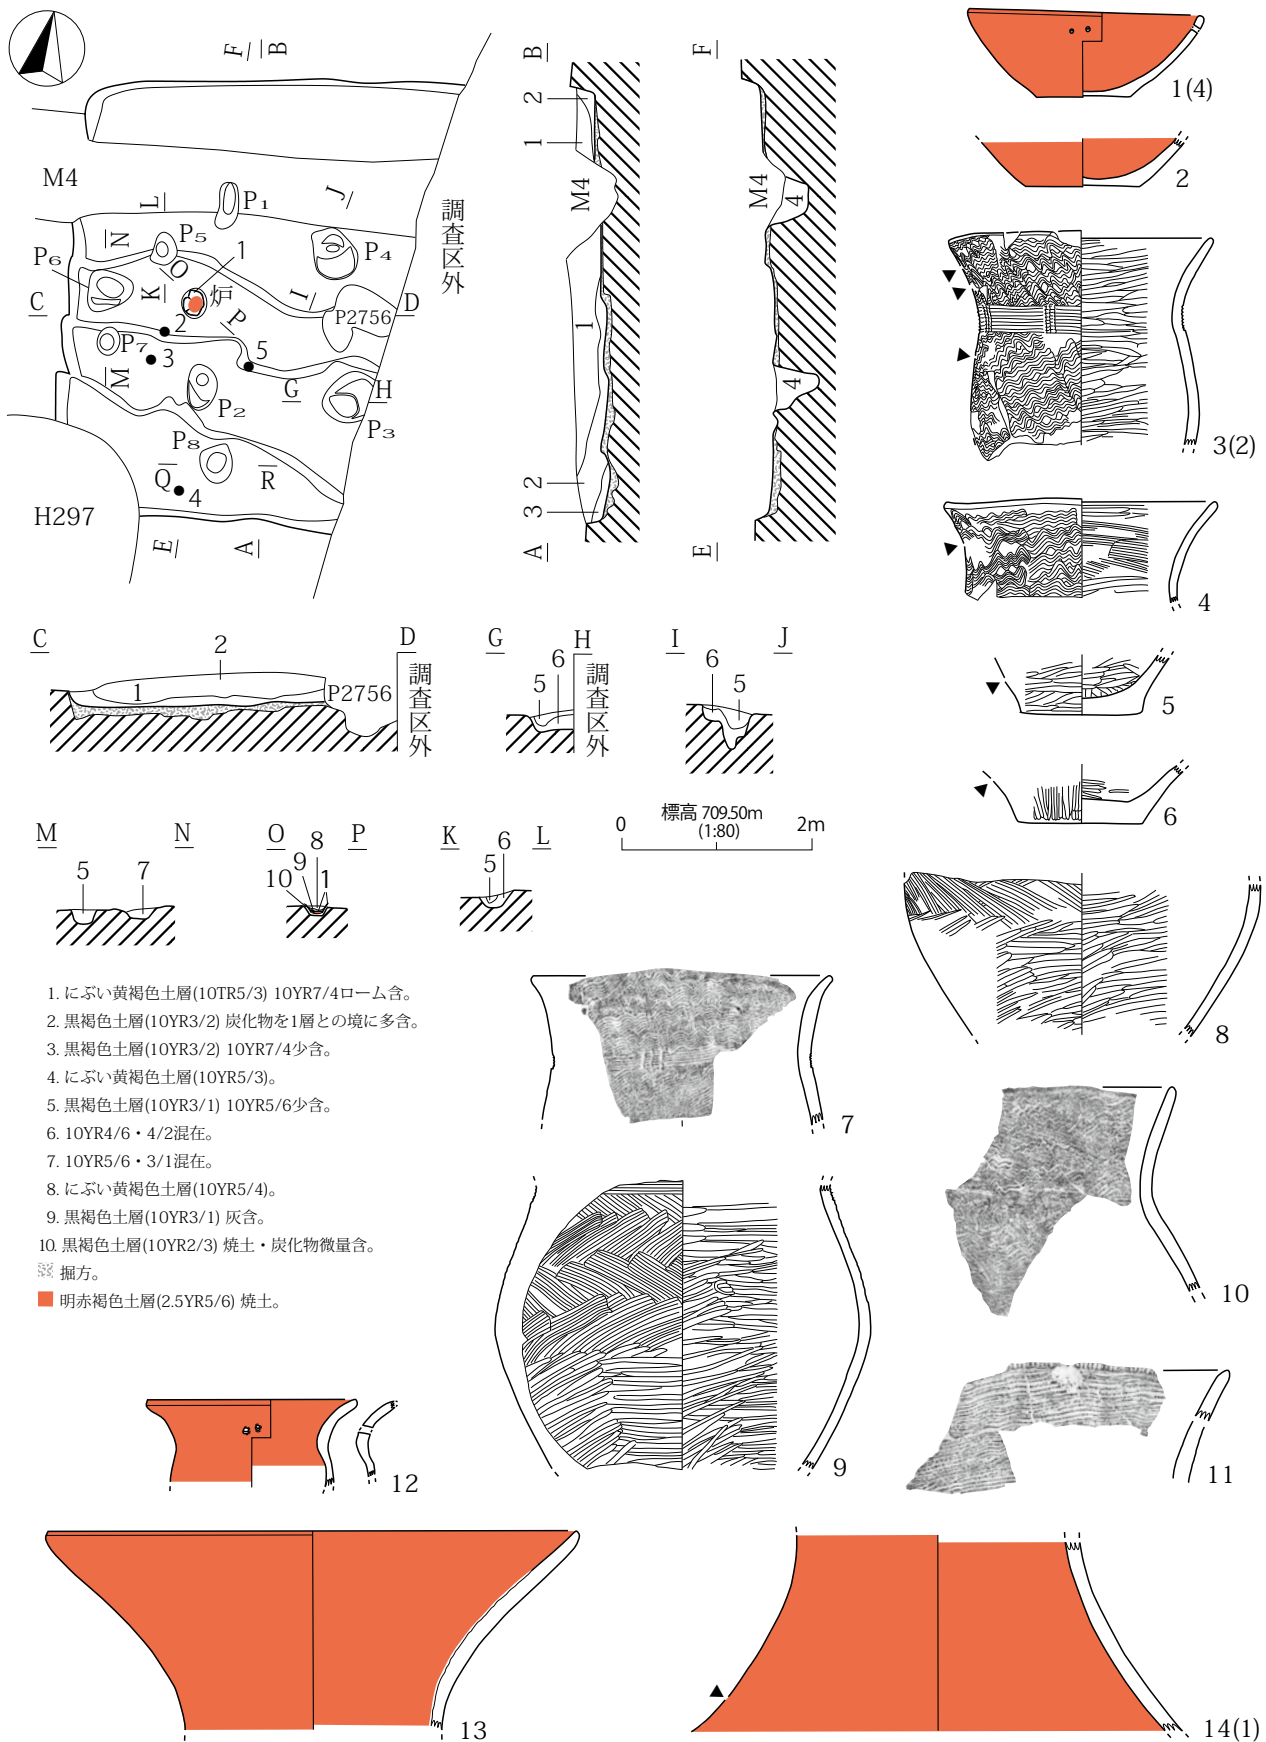 F B
M4
L
P1
J
N
P5
1
P4
調査区外
P6
O
K
炉
I
C
D
2
P
P2756
P7
3
5
M
G
H
P2
P3
P8
Q
R
4
H297
E
A
B
2
1
M4
1
2
3
A
F
M4
4
4
E
1(4)
2
3(2)
4
5
6
C
2
D
1
P2756
調査区外
G
H
6
5
調査区外
I
J
6
5
標高 709.50m
0 (1:80) 2m
M
N
5
7
O
8
P
9
10
1
K
L
6
5
1. にぶい黄褐色土層(10TR5/3) 10YR7/4ローム含。
2. 黒褐色土層(10YR3/2) 炭化物を1層との境に多含。
3. 黒褐色土層(10YR3/2) 10YR7/4少含。
4. にぶい黄褐色土層(10YR5/3)。
5. 黒褐色土層(10YR3/1) 10YR5/6少含。
6. 10YR4/6・4/2混在。
7. 10YR5/6・3/1混在。
8. にぶい黄褐色土層(10YR5/4)。
9. 黒褐色土層(10YR3/1) 灰含。
10. 黒褐色土層(10YR2/3) 焼土・炭化物微量含。
掘方。
明赤褐色土層(2.5YR5/6) 焼土。
7
8
9
10
11
12
13
14(1)